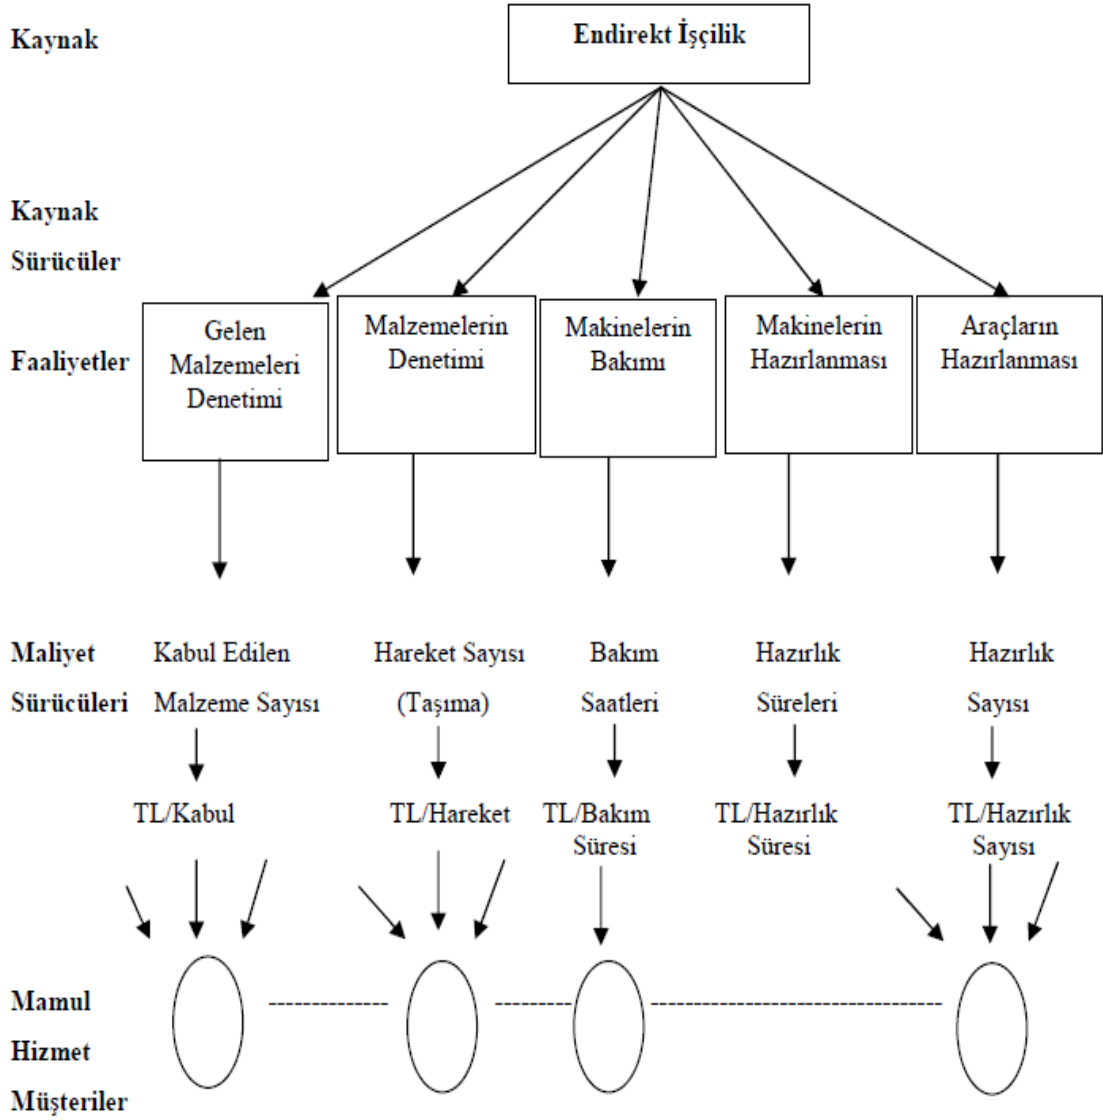 Kaynak
Endirekt İşçilik
Kaynak
Sürücüler
Faaliyetler
Gelen
Malzemeleri
Denetimi
Malzemelerin
Denetimi
Makinelerin
Bakımı
Makinelerin
Hazırlanması
Araçların
Hazırlanması
Maliyet
Sürücüleri
Kabul Edilen
Malzeme Sayısı
Hareket Sayısı
(Taşıma)
Bakım
Saatleri
Hazırlık
Süreleri
Hazırlık
Sayısı
TL/Kabul
TL/Hareket
TL/Bakım
Süresi
TL/Hazırlık
Süresi
TL/Hazırlık
Sayısı
Mamul
Hizmet
Müşteriler